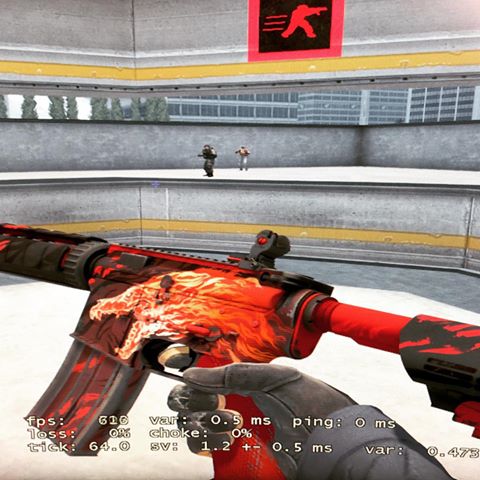 fps: 610 var: 0.5 ms ping: 0 ms
loss: 0% choke: 0%
tick: 64.0 sv: 1.2 +- 0.5 ms var: 0.473